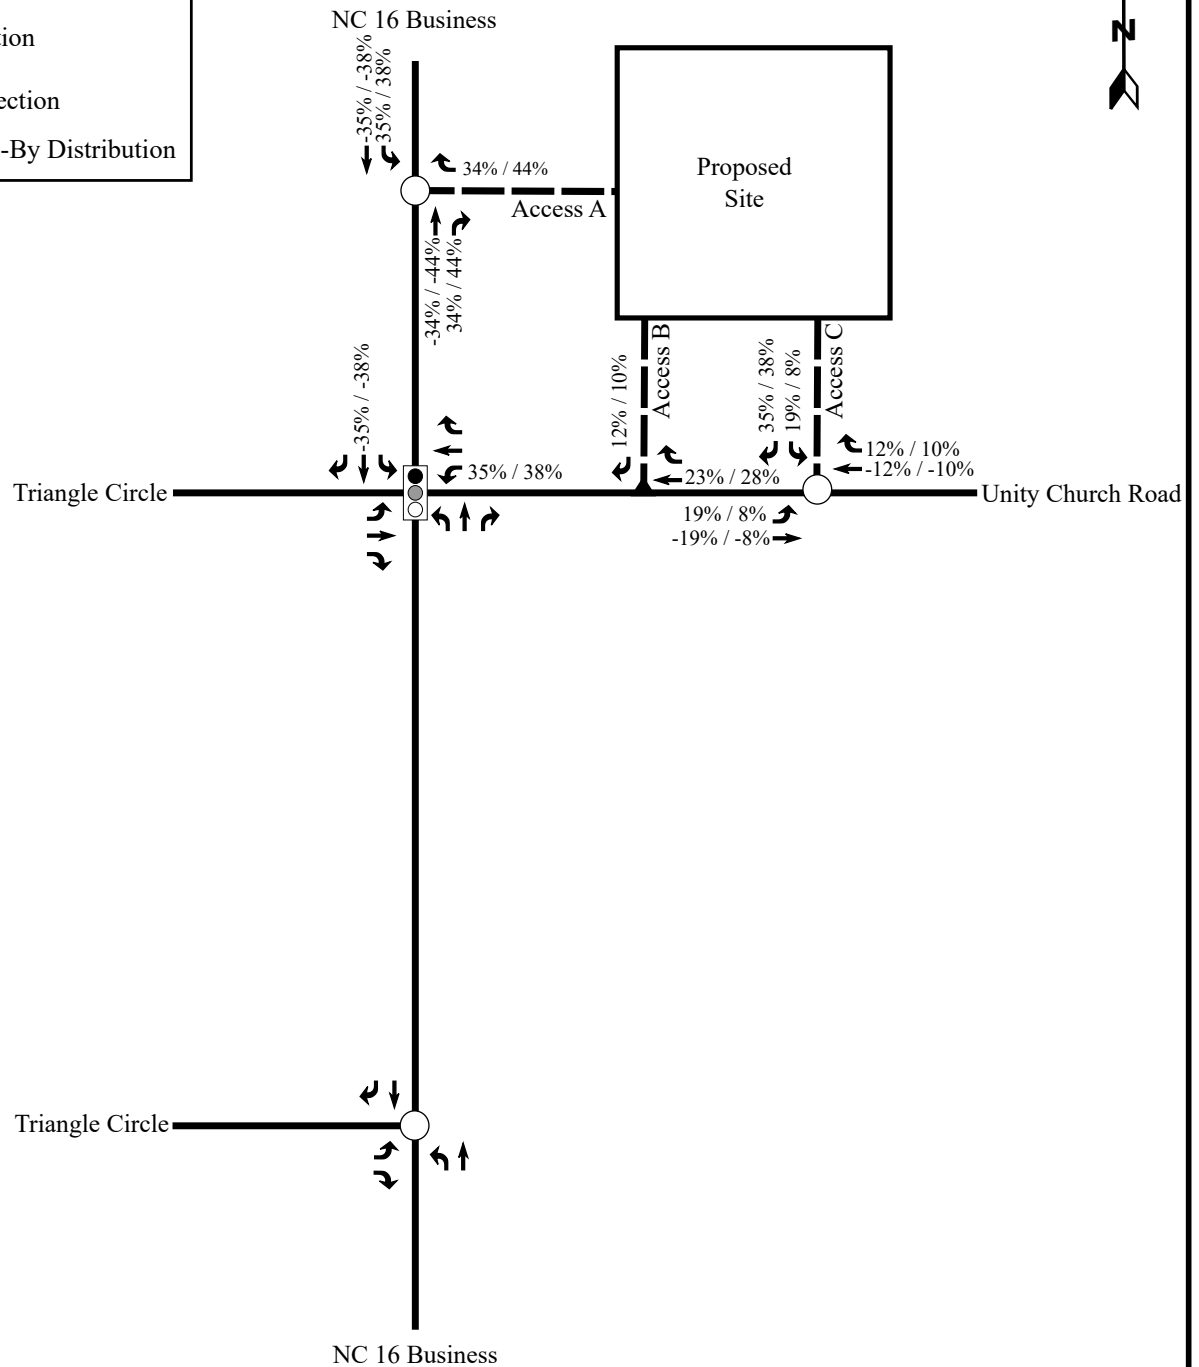 NC 16 Business
N
-By Distribution
-35% / -38%
35% / 38%
34% / 44%
Proposed
Site
Access A
-34% / -44%
34% / 44%
Access B
Access C
-35% / -38%
12% / 10%
35% / 38%
19% / 8%
12% / 10%
-12% / -10%
35% / 38%
23% / 28%
Triangle Circle
Unity Church Road
19% / 8%
-19% / -8%
Triangle Circle
NC 16 Business